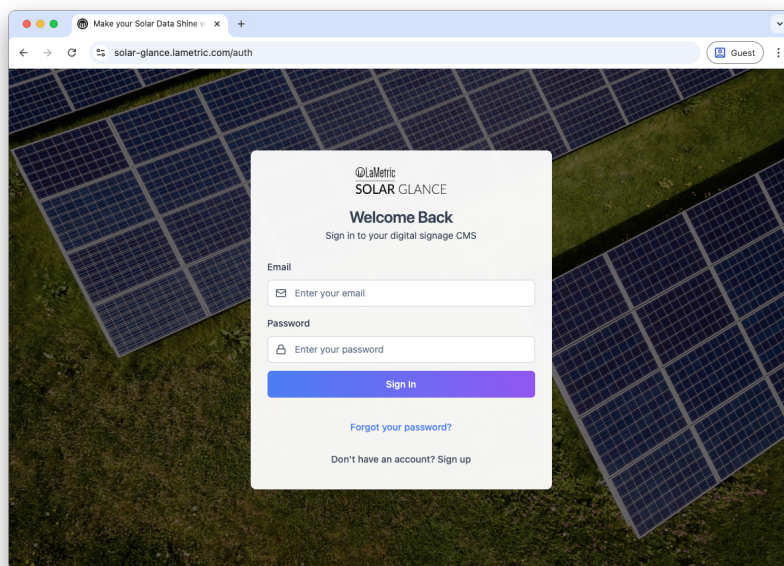 Make your Solar Data Shine w
solar-glance.lametric.com/auth
Guest
LaMetric
SOLAR GLANCE
Welcome Back
Sign in to your digital signage CMS
Email
Enter your email
Password
Enter your password
Sign In
Forgot your password?
Don't have an account? Sign up